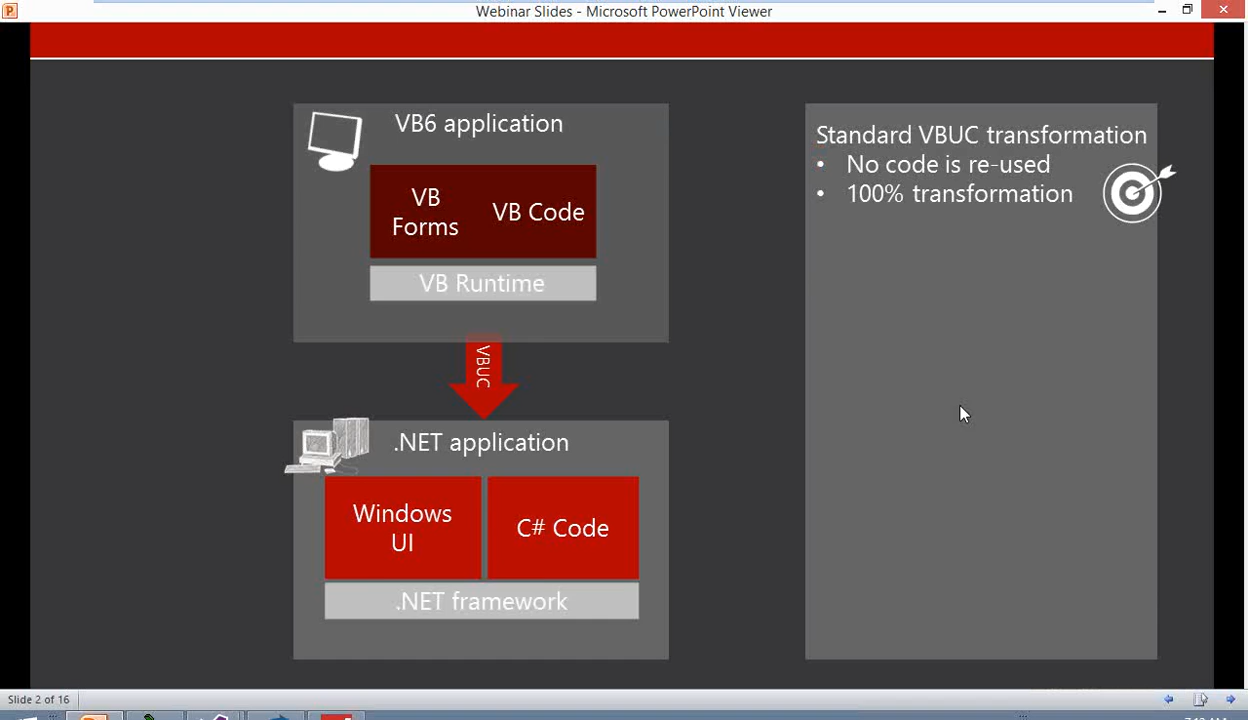 Webinar Slides - Microsoft PowerPoint Viewer
VB6 application
VB
Forms
VB Code
VB Runtime
VBUC
.NET application
Windows
UI
C# Code
.NET framework
Standard VBUC transformation
• No code is re-used
• 100% transformation
Slide 2 of 16